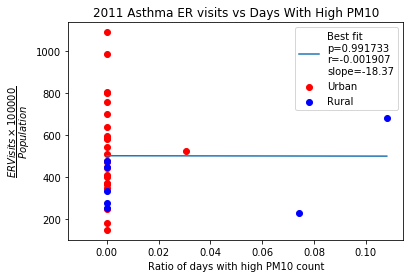 2011 Asthma ER visits vs Days With High PM10
Best fit
p=0.991733
r=-0.001907
slope=-18.37
Urban
Rural
1000
800
600
400
200
ERVisits × 100000
Population
0.00 0.02 0.04 0.06 0.08 0.10
Ratio of days with high PM10 count